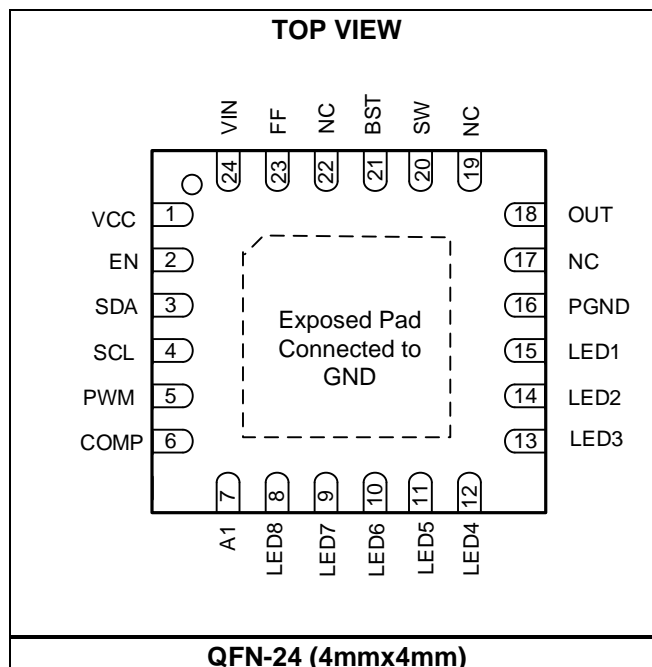 TOP VIEW
VIN FF NC BST SW NC
24 23 22 21 20 19
VCC 1 18 OUT
EN 2 17 NC
SDA 3 16 PGND
SCL 4 15 LED1
PWM 5 14 LED2
COMP 6 13 LED3
Exposed Pad
Connected to
GND
7 8 9 10 11 12
A1 LED8 LED7 LED6 LED5 LED4
QFN-24 (4mmx4mm)